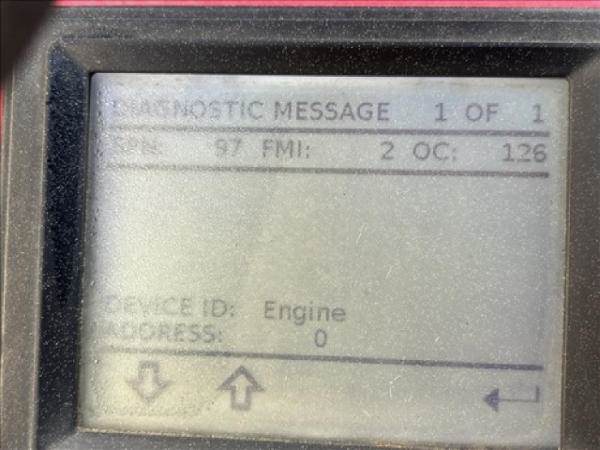 DIAGNOSTIC MESSAGE 1 OF 1
SPN: 97 FMI: 2 OC: 126
DEVICE ID: Engine
ADDRESS: 0